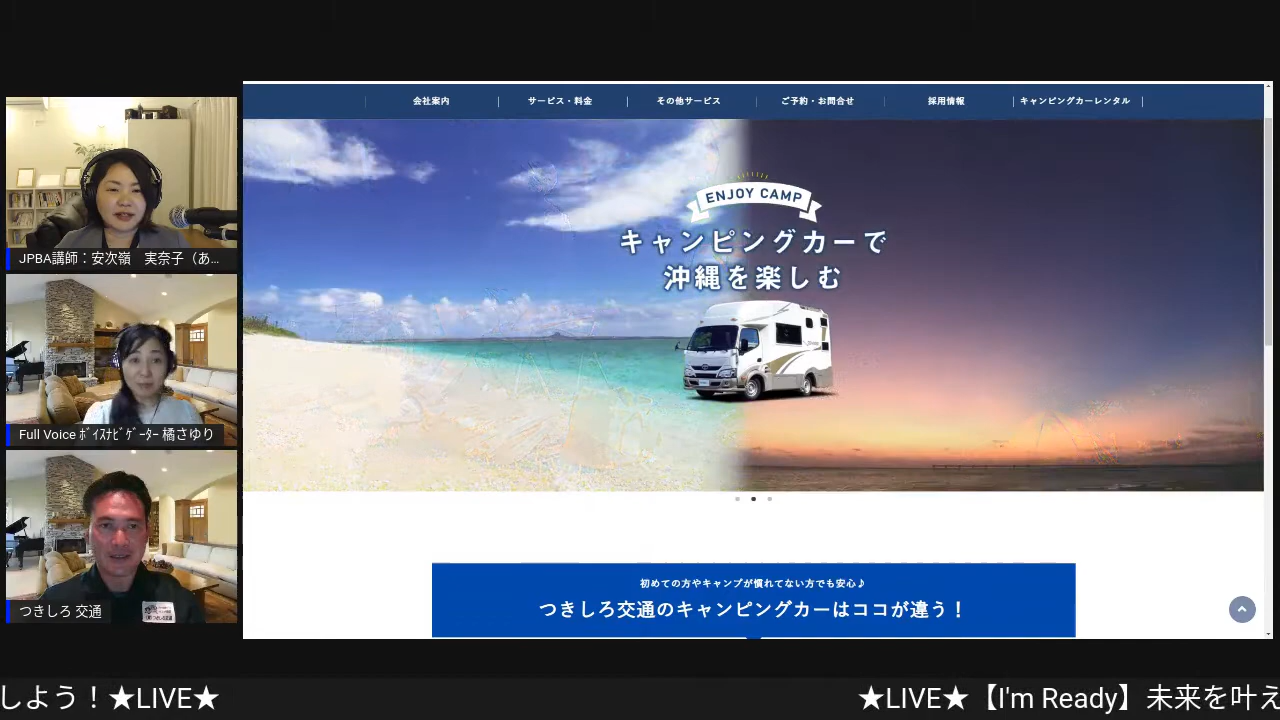 会社案内
サービス・料金
その他サービス
ご予約・お問合せ
採用情報
キャンピングカーレンタル
ENJOY CAMP
キャンピングカーで
沖縄を楽しむ
初めての方やキャンプが慣れてない方でも安心♪
つきしろ交通のキャンピングカーはココが違う！
JPBA講師：安次嶺　実奈子（あ...
Full Voice ﾎﾞｲｽﾅﾋﾞｹﾞｰﾀｰ 橘さゆり
つきしろ 交通
しよう！★LIVE★
★LIVE★【I'm Ready】未来を叶え